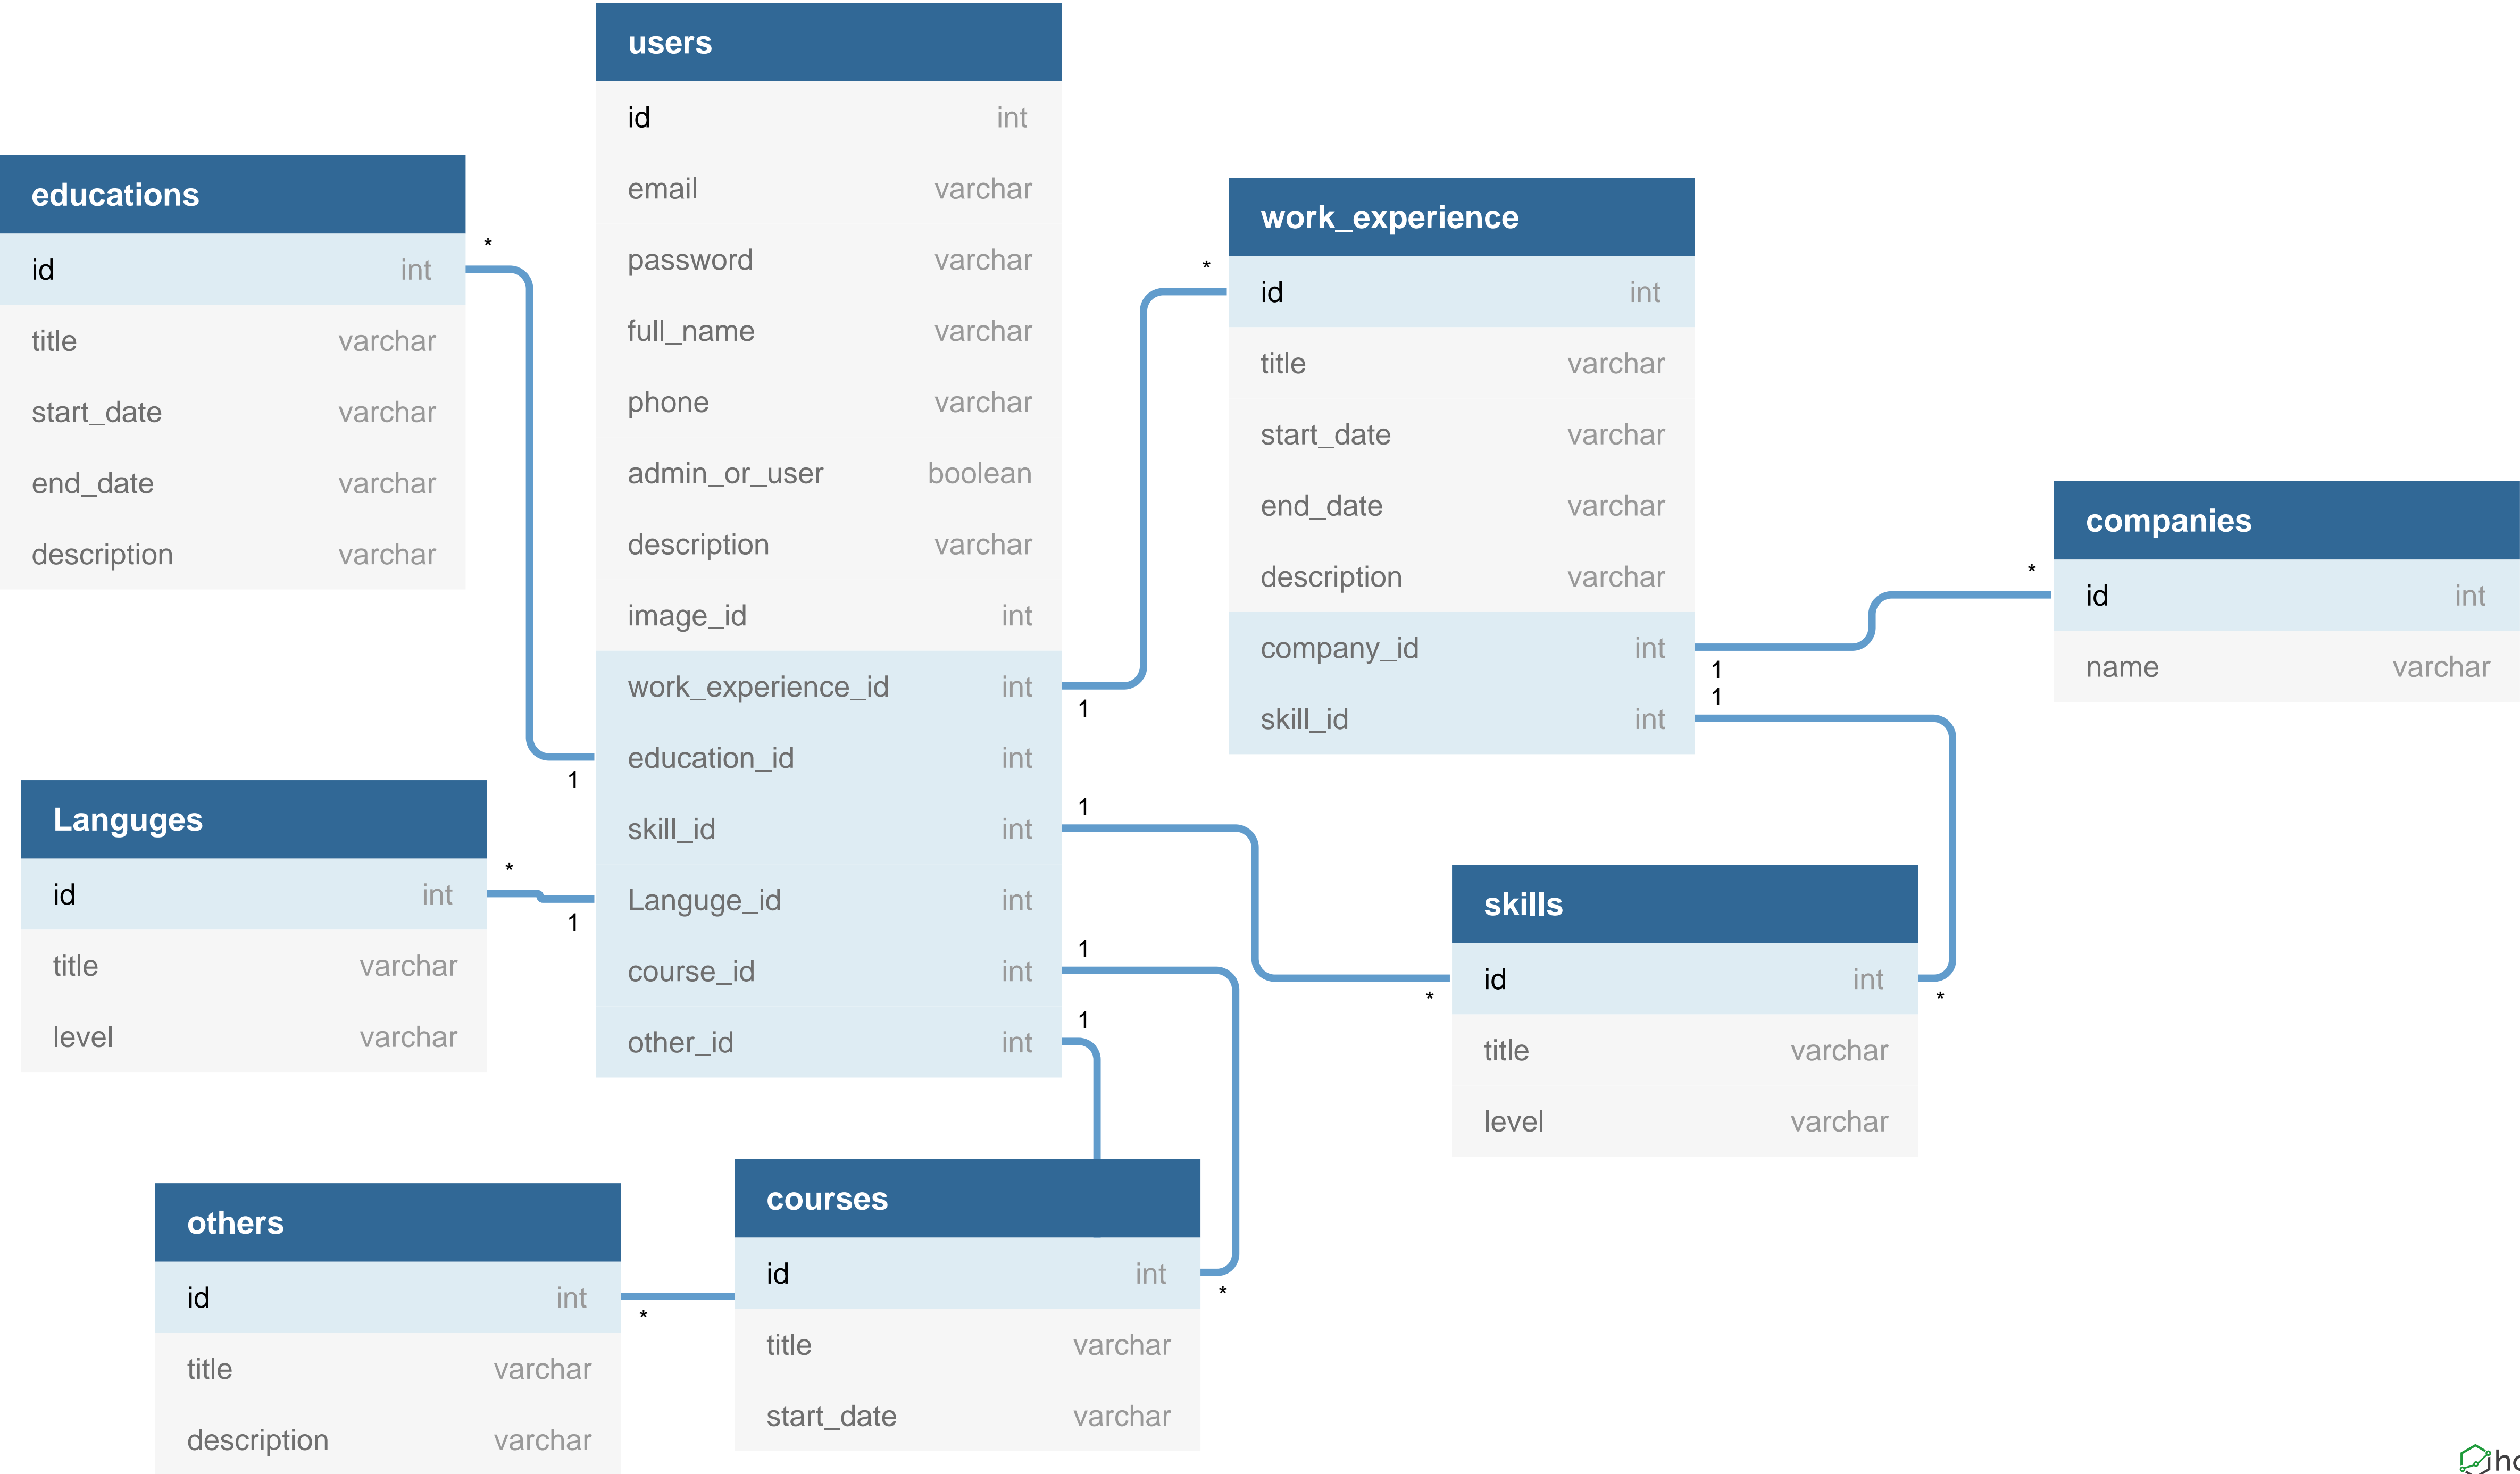 users
id int
email varchar
password varchar
full_name varchar
phone varchar
admin_or_user boolean
description varchar
image_id int
work_experience_id int
1
education_id int
1
skill_id int
1
Languge_id int
1
course_id int
1
other_id int
1
educations
*
id int
title varchar
start_date varchar
end_date varchar
description varchar
work_experience
*
id int
title varchar
start_date varchar
end_date varchar
description varchar
company_id int
1
1
skill_id int
companies
*
id int
name varchar
Languges
*
id int
title varchar
level varchar
skills
id int
* *
title varchar
level varchar
others
id int
*
title varchar
description varchar
courses
id int
*
title varchar
start_date varchar